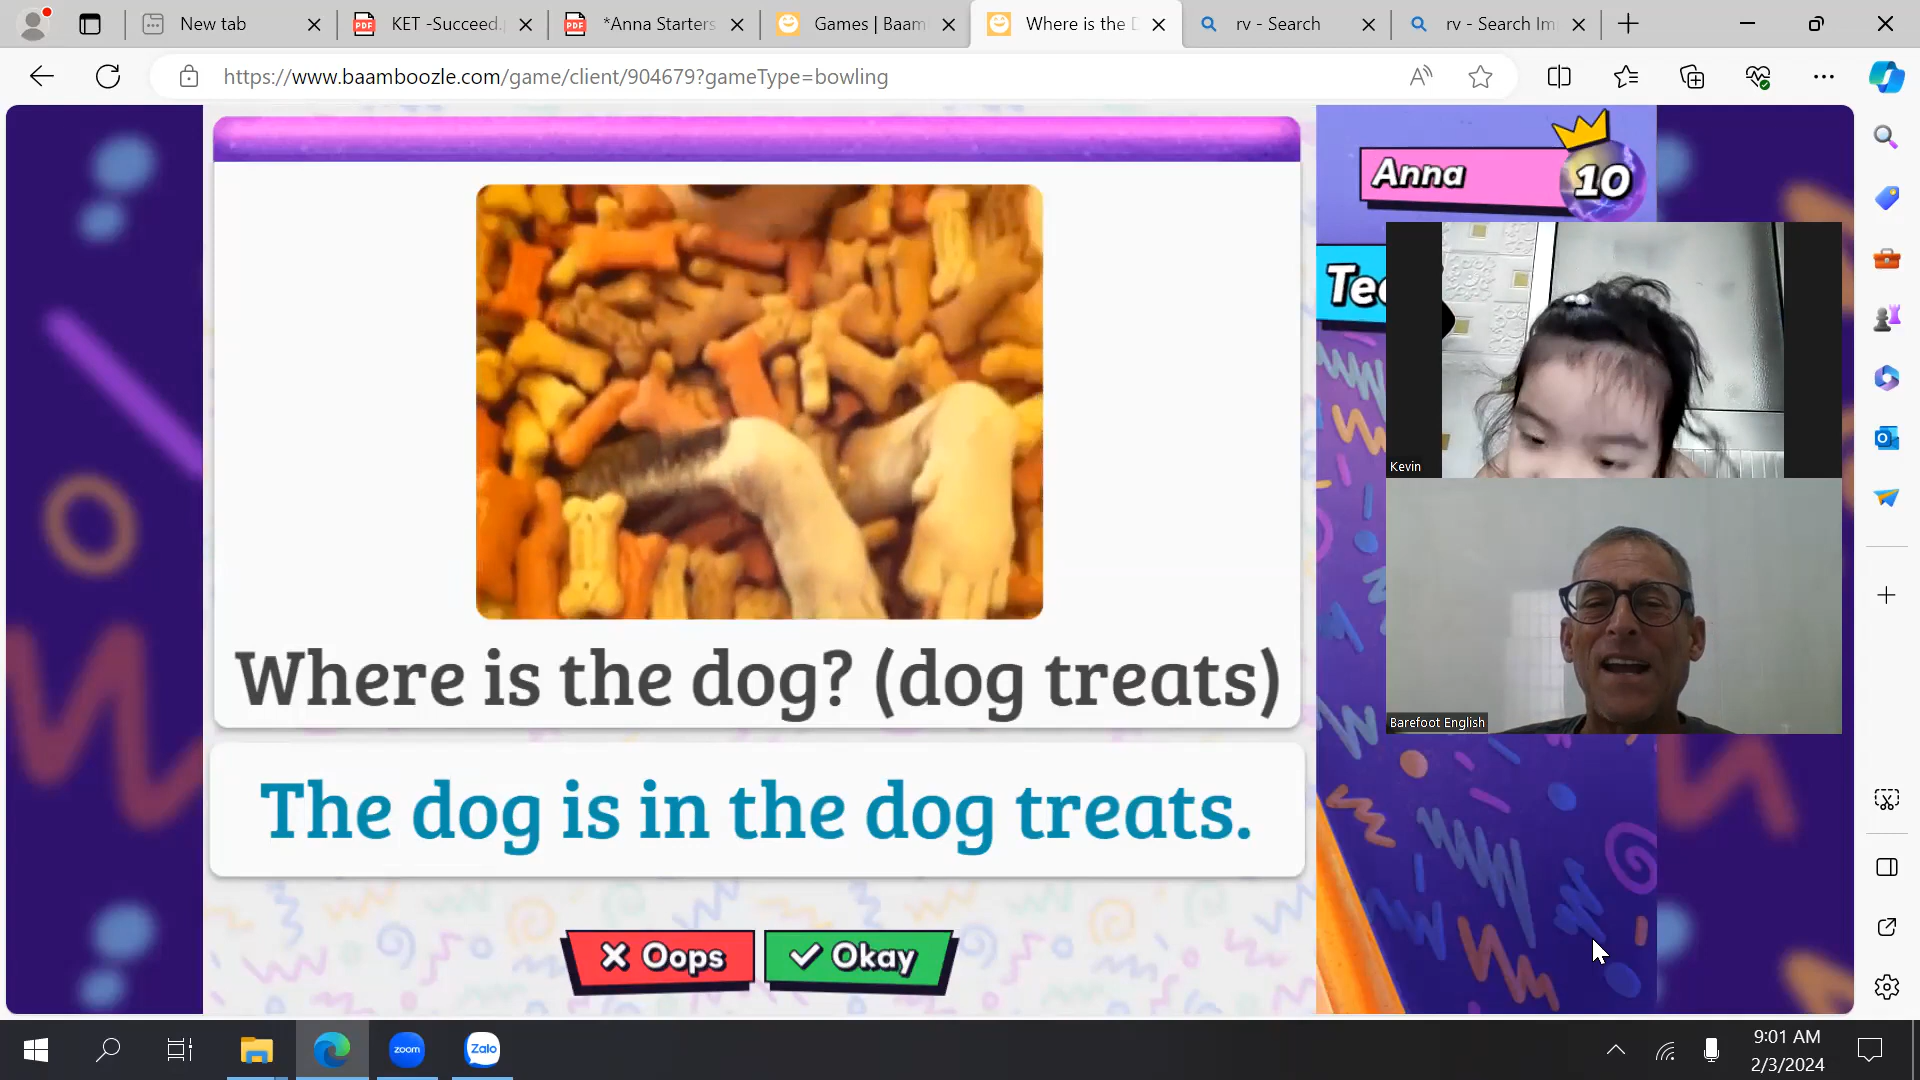 New tab
KET -Succeed.
*Anna Starters
Games | Baam
Where is the D
rv - Search
rv - Search Im
https://www.baamboozle.com/game/client/904679?gameType=bowling
Anna
10
Kevin
Barefoot English
Where is the dog? (dog treats)
The dog is in the dog treats.
Oops
Okay
zoom
Zalo
9:01 AM
2/3/2024